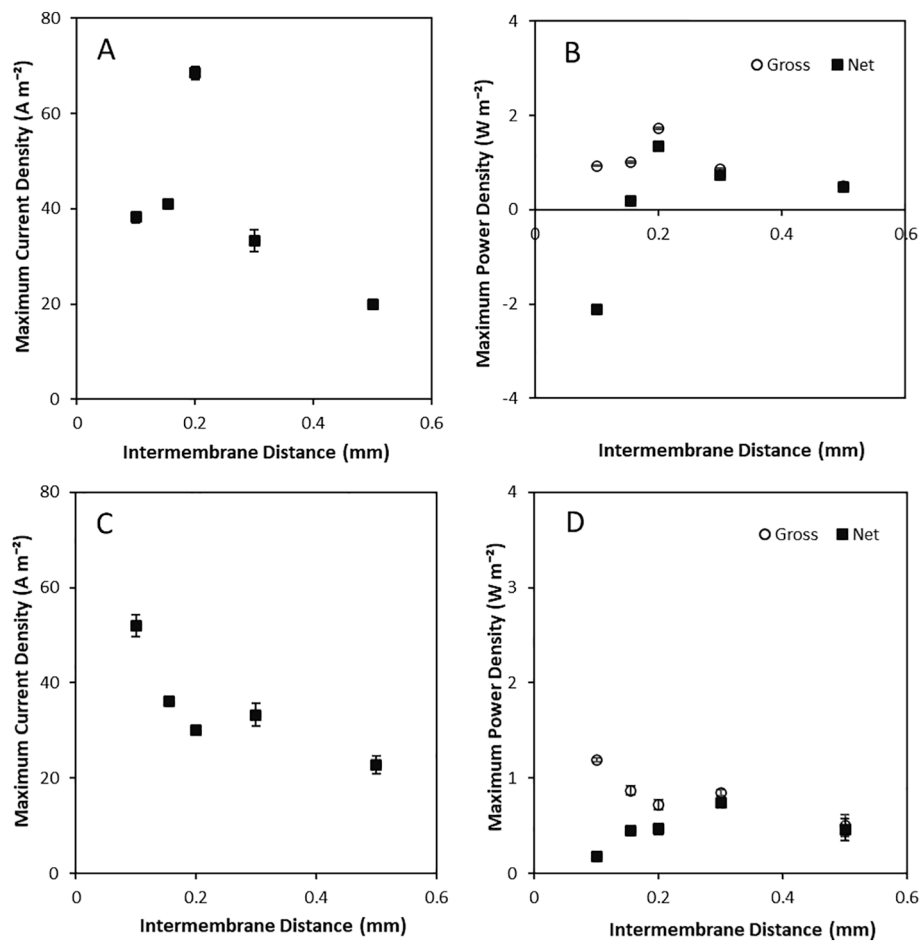 A
Maximum Current Density (A m⁻²)
80
60
40
20
0
0 0.2 0.4 0.6
Intermembrane Distance (mm)
B
Gross Net
Maximum Power Density (W m⁻²)
4
2
0
-2
-4
0 0.2 0.4 0.6
Intermembrane Distance (mm)
C
Maximum Current Density (A m⁻²)
80
60
40
20
0
0 0.2 0.4 0.6
Intermembrane Distance (mm)
D
Gross Net
Maximum Power Density (W m⁻²)
4
3
2
1
0
0 0.2 0.4 0.6
Intermembrane Distance (mm)